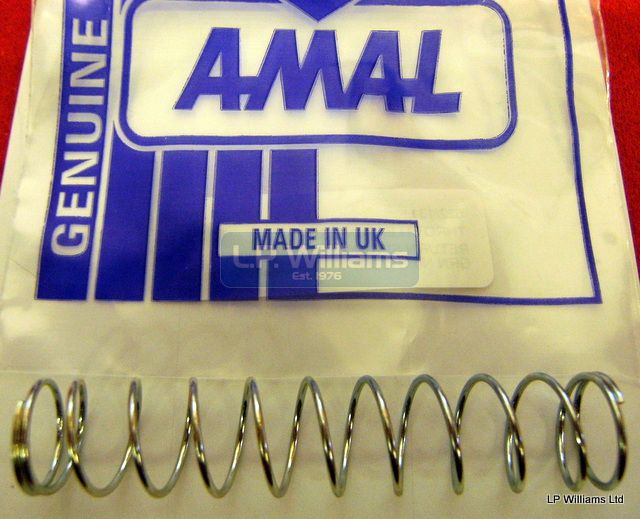 AMAL
GENUINE
MADE IN UK
L.P. Williams
Est. 1976
LP Williams Ltd